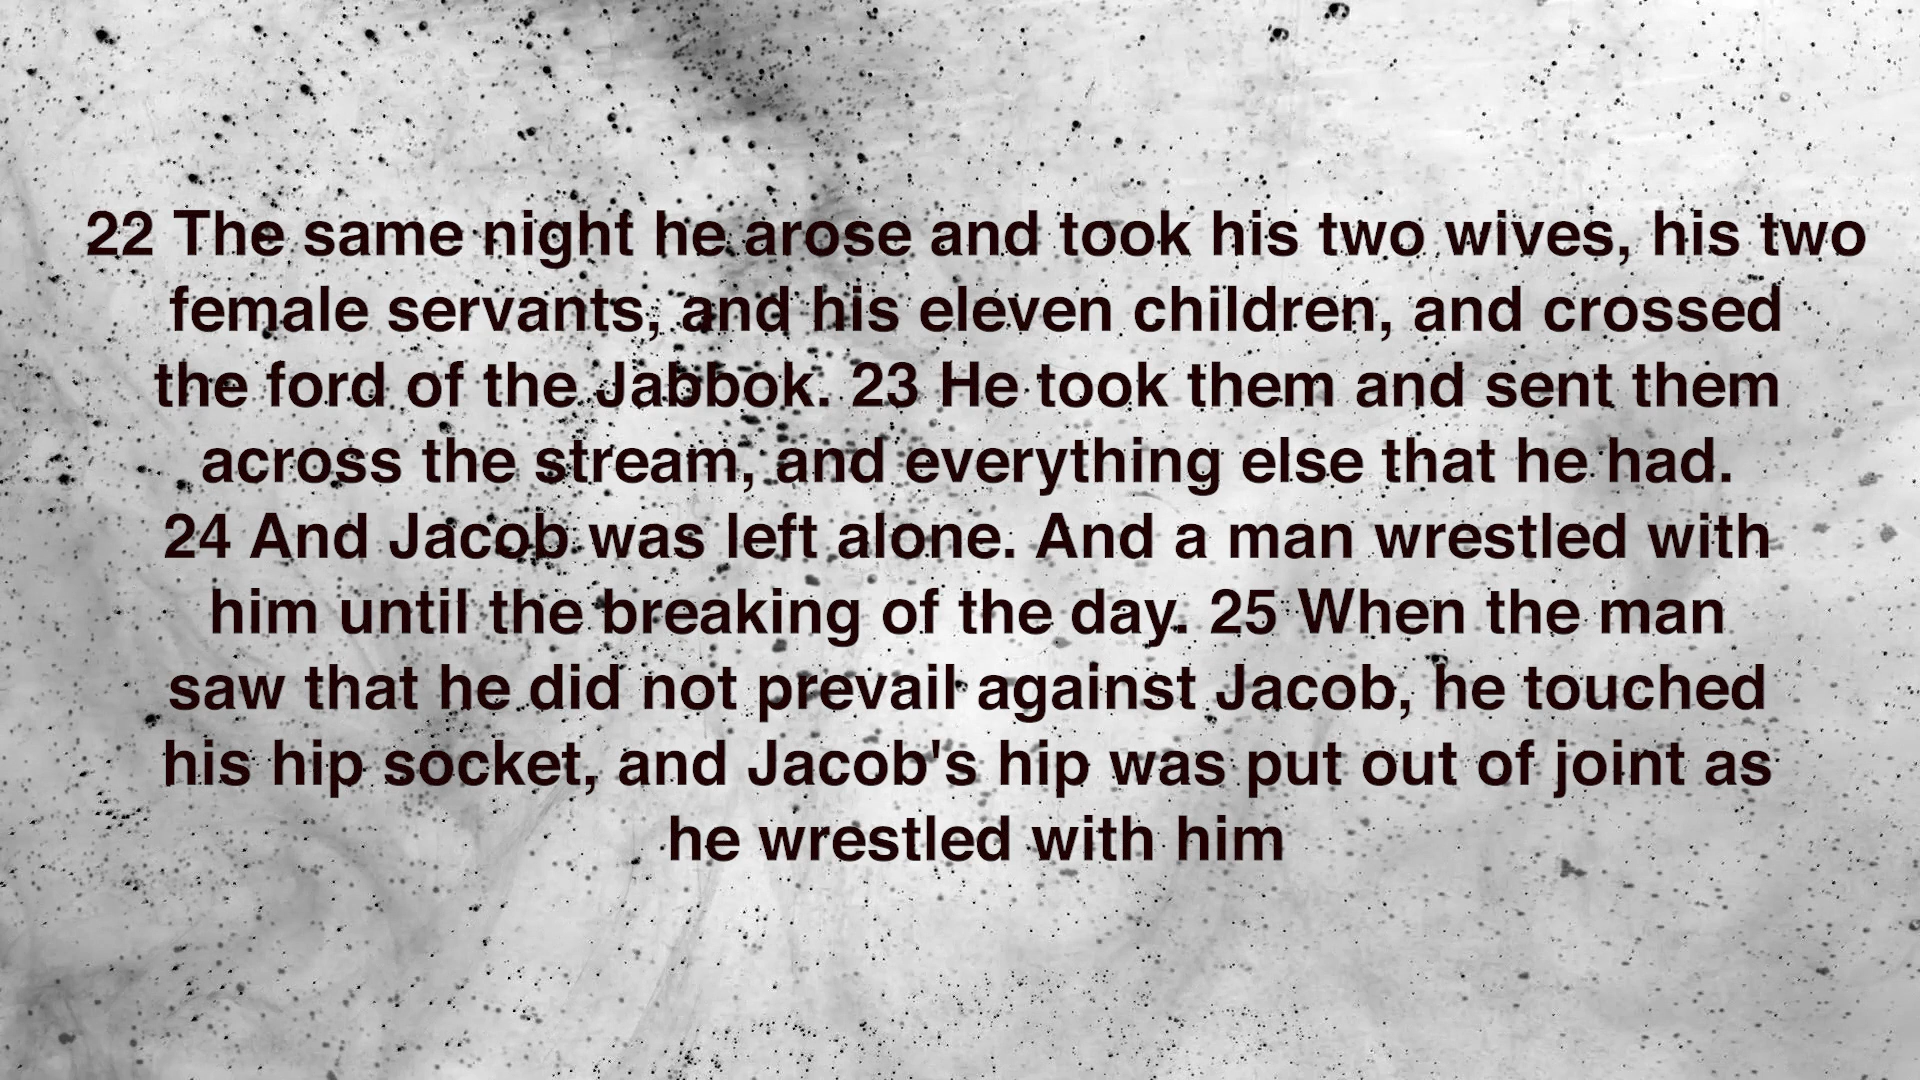 22 The same night he arose and took his two wives, his two
female servants, and his eleven children, and crossed
the ford of the Jabbok. 23 He took them and sent them
across the stream, and everything else that he had.
24 And Jacob was left alone. And a man wrestled with
him until the breaking of the day. 25 When the man
saw that he did not prevail against Jacob, he touched
his hip socket, and Jacob's hip was put out of joint as
he wrestled with him